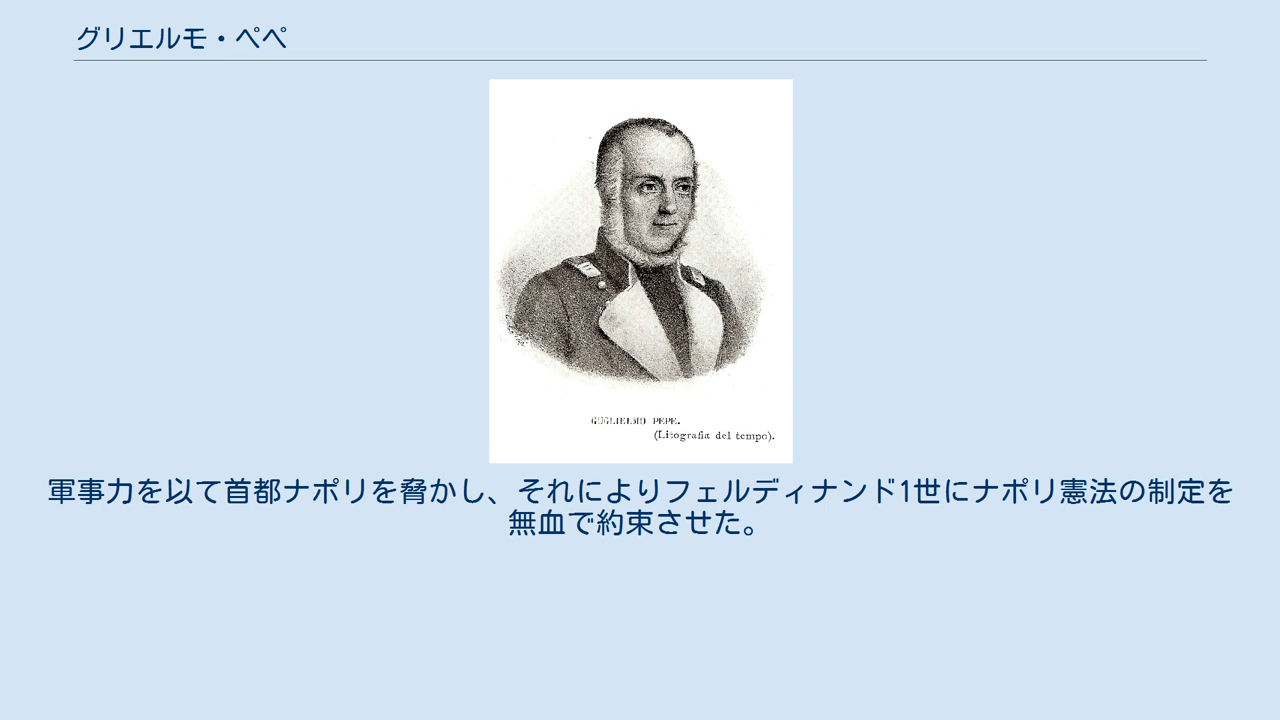 グリエルモ・ペペ
GUGLIELMO PEPE.
(Litografia del tempo).
軍事力を以て首都ナポリを脅かし、それによりフェルディナンド1世にナポリ憲法の制定を
無血で約束させた。